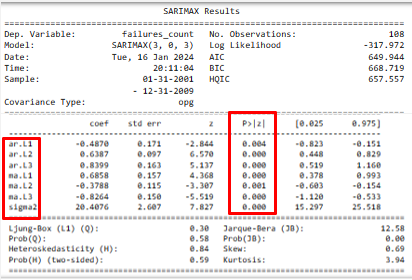 SARIMAX Results
Dep. Variable: failures_count No. Observations: 108
Model: SARIMAX(3, 0, 3) Log Likelihood -317.972
Date: Tue, 16 Jan 2024 AIC 649.944
Time: 20:11:04 BIC 668.719
Sample: 01-31-2001 HQIC 657.557
- 12-31-2009
Covariance Type: opg
coef std err z P>|z| [0.025 0.975]
ar.L1 -0.4870 0.171 -2.844 0.004 -0.823 -0.151
ar.L2 0.6387 0.097 6.570 0.000 0.448 0.829
ar.L3 0.8399 0.163 5.137 0.000 0.519 1.160
ma.L1 0.6858 0.157 4.368 0.000 0.378 0.993
ma.L2 -0.3788 0.115 -3.307 0.001 -0.603 -0.154
ma.L3 -0.8264 0.150 -5.519 0.000 -1.120 -0.533
sigma2 20.4076 2.607 7.827 0.000 15.297 25.518
Ljung-Box (L1) (Q): 0.30 Jarque-Bera (JB): 12.58
Prob(Q): 0.58 Prob(JB): 0.00
Heteroskedasticity (H): 0.84 Skew: 0.69
Prob(H) (two-sided): 0.59 Kurtosis: 3.94